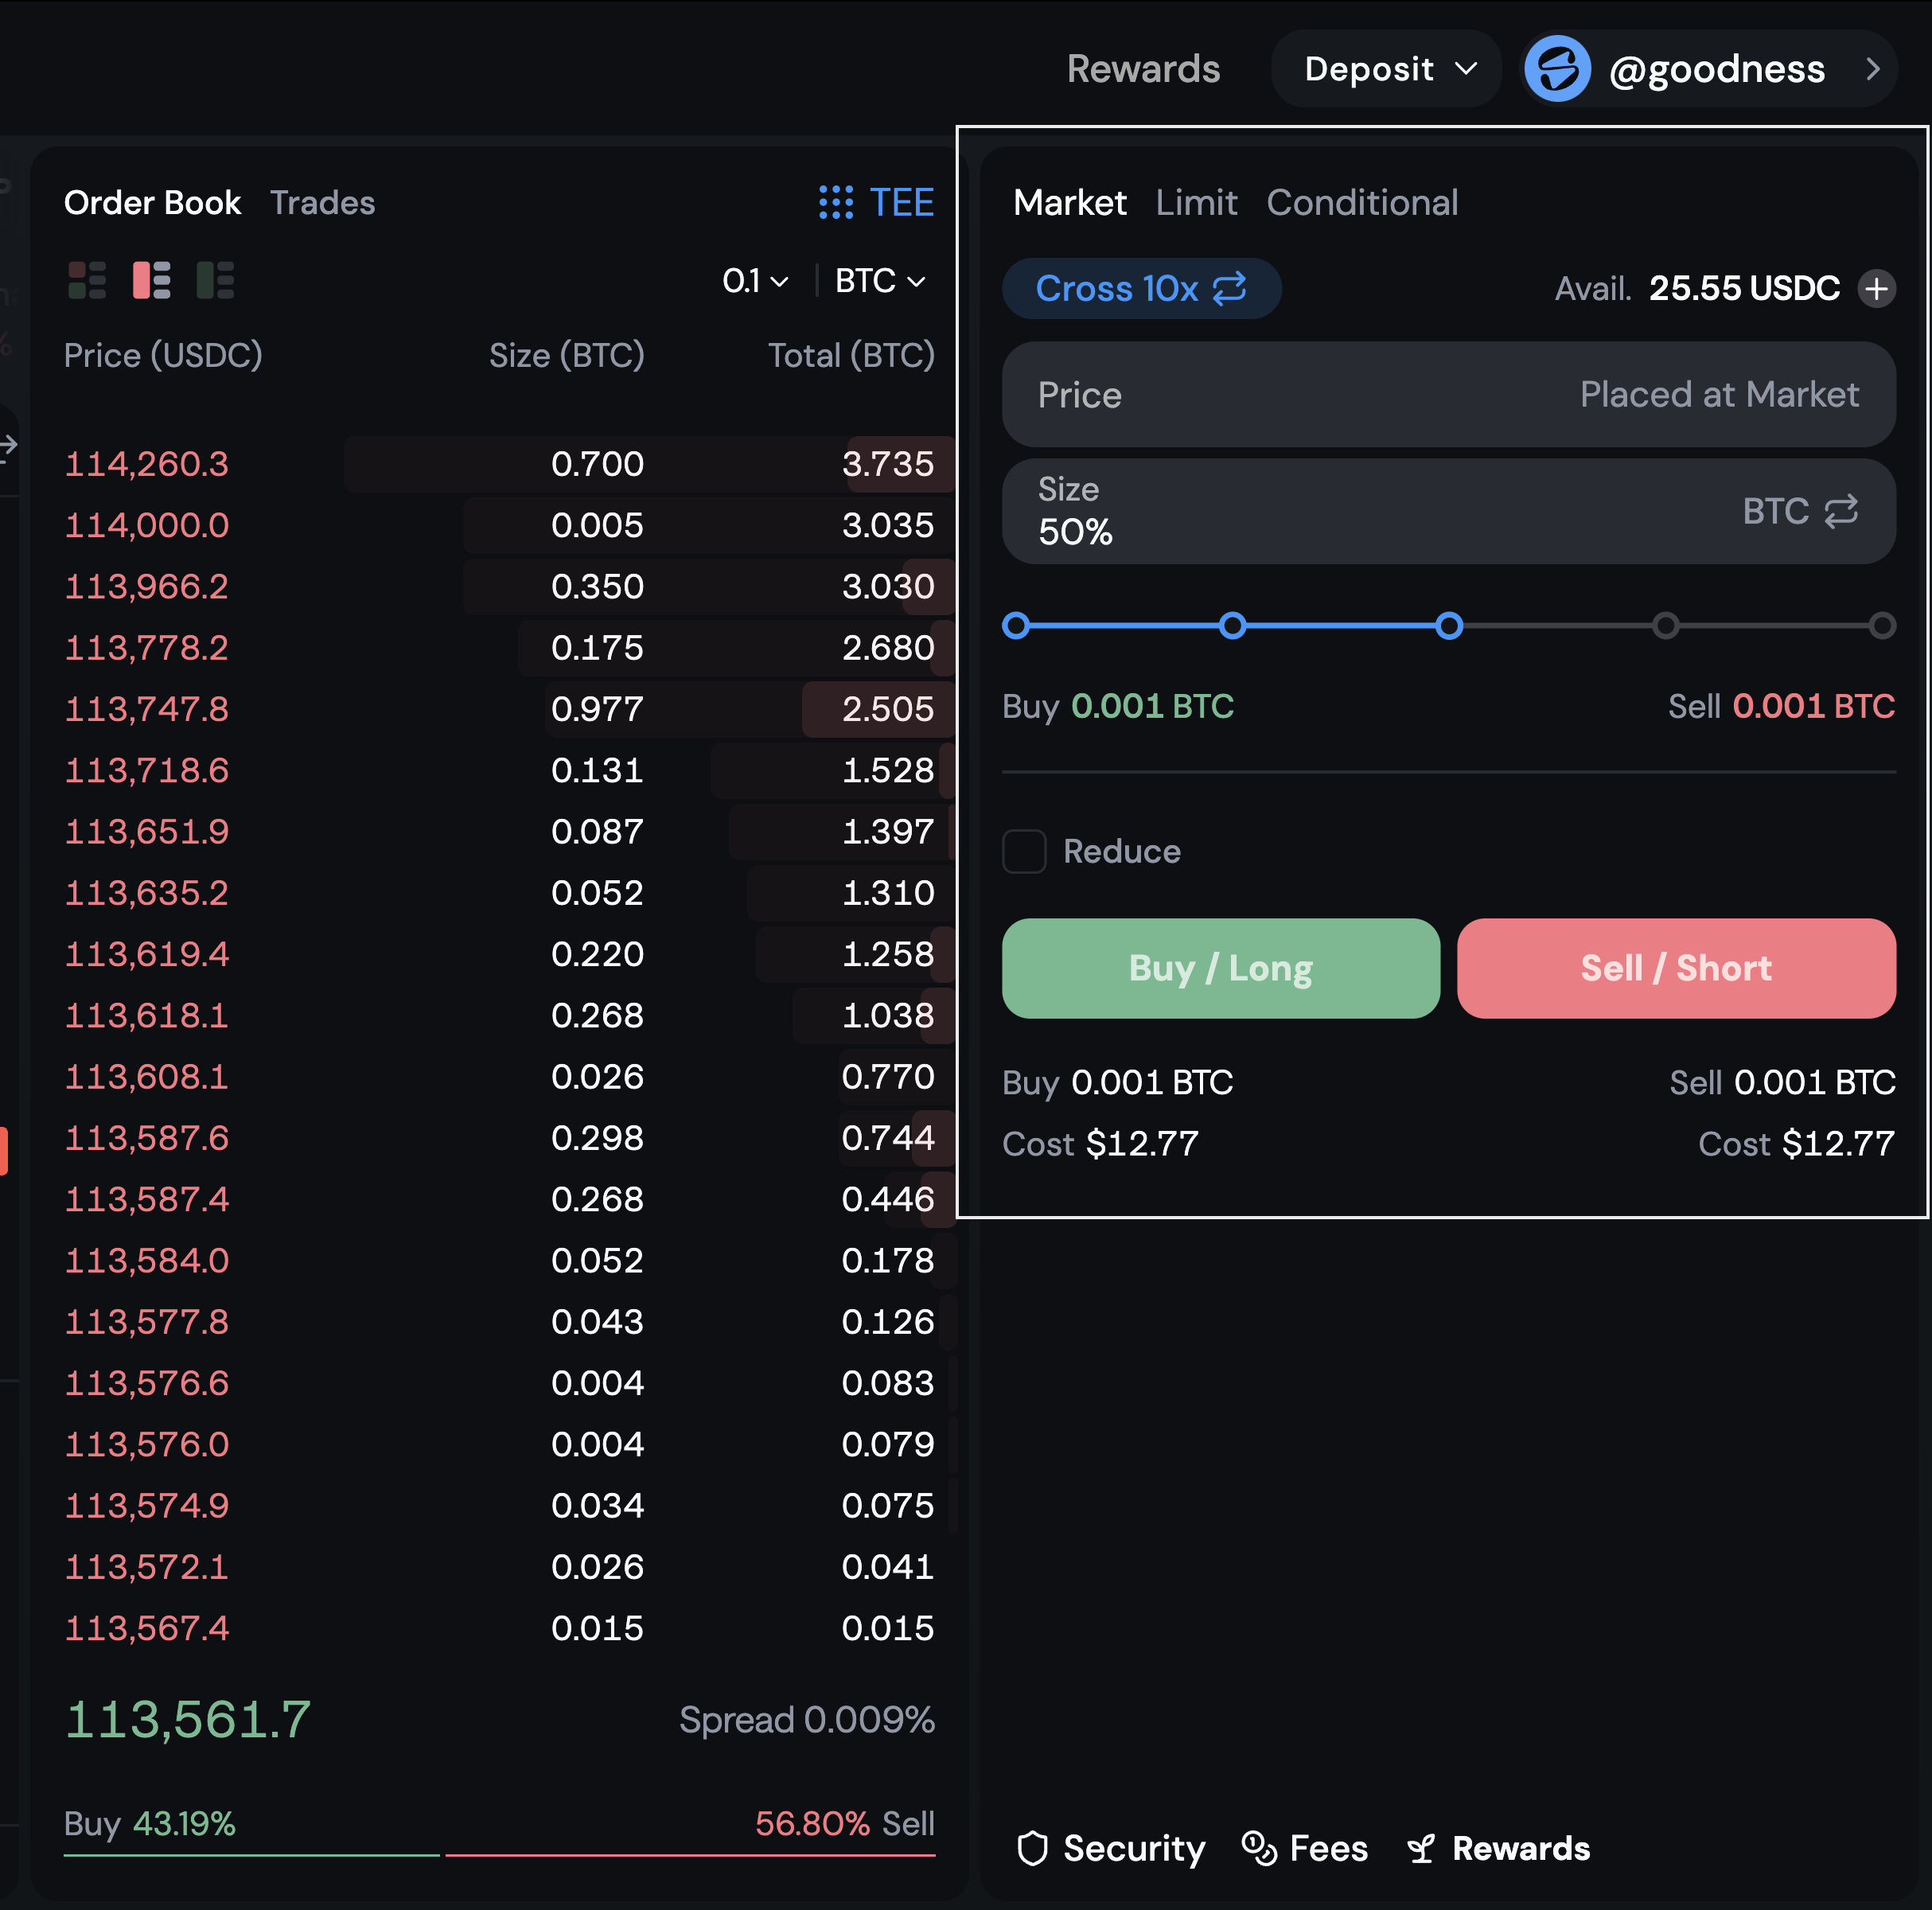 Rewards Deposit @goodness
Order Book Trades TEE
0.1 BTC
Price (USDC) Size (BTC) Total (BTC)
114,260.3 0.700 3.735
114,000.0 0.005 3.035
113,966.2 0.350 3.030
113,778.2 0.175 2.680
113,747.8 0.977 2.505
113,718.6 0.131 1.528
113,651.9 0.087 1.397
113,635.2 0.052 1.310
113,619.4 0.220 1.258
113,618.1 0.268 1.038
113,608.1 0.026 0.770
113,587.6 0.298 0.744
113,587.4 0.268 0.446
113,584.0 0.052 0.178
113,577.8 0.043 0.126
113,576.6 0.004 0.083
113,576.0 0.004 0.079
113,574.9 0.034 0.075
113,572.1 0.026 0.041
113,567.4 0.015 0.015
113,561.7 Spread 0.009%
Buy 43.19% 56.80% Sell
Market Limit Conditional
Cross 10x Avail. 25.55 USDC
Price Placed at Market
Size
50% BTC
Buy 0.001 BTC Sell 0.001 BTC
Reduce
Buy / Long Sell / Short
Buy 0.001 BTC Sell 0.001 BTC
Cost $12.77 Cost $12.77
Security Fees Rewards